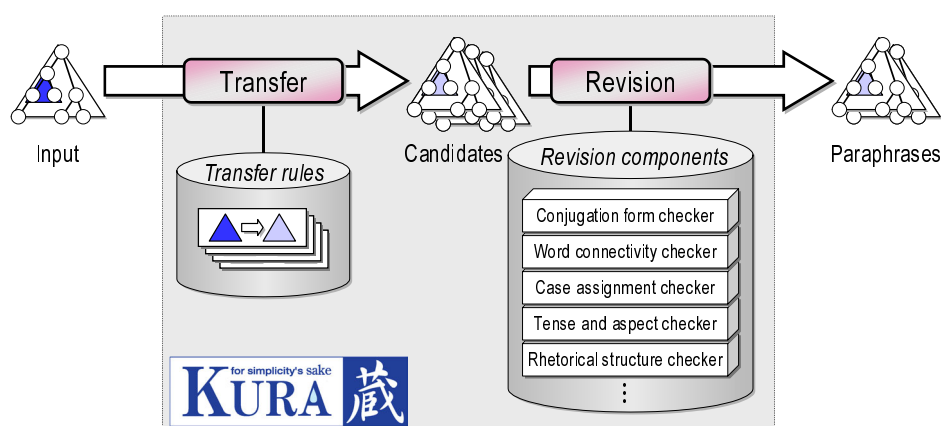 Transfer
Revision
Input
Candidates
Paraphrases
Transfer rules
Revision components
Conjugation form checker
Word connectivity checker
Case assignment checker
Tense and aspect checker
Rhetorical structure checker
⋮
for simplicity's sake
KURA 蔵